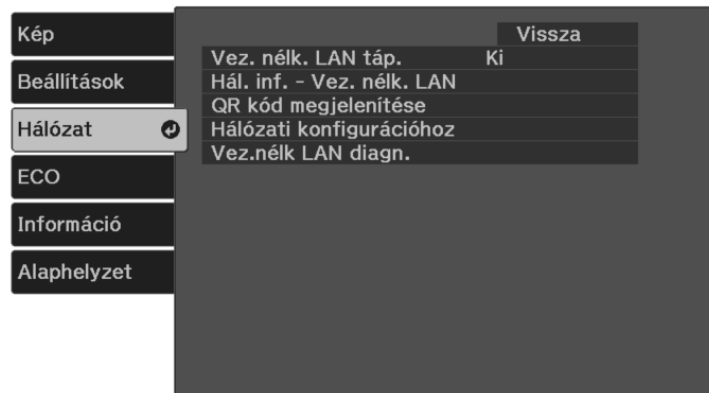 Kép
Beállítások
Hálózat
ECO
Információ
Alaphelyzet
Vissza
Vez. nélk. LAN táp. Ki
Hál. inf. - Vez. nélk. LAN
QR kód megjelenítése
Hálózati konfigurációhoz
Vez.nélk LAN diagn.